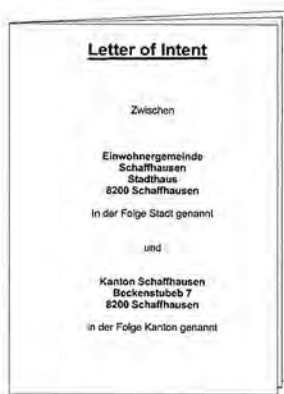 Letter of Intent
Zwischen
Einwohnergemeinde
Schaffhausen
Stadthaus
8200 Schaffhausen
In der Folge Stadt genannt
und
Kanton Schaffhausen
Beckenstubeb 7
8200 Schaffhausen
in der Folge Kanton genannt